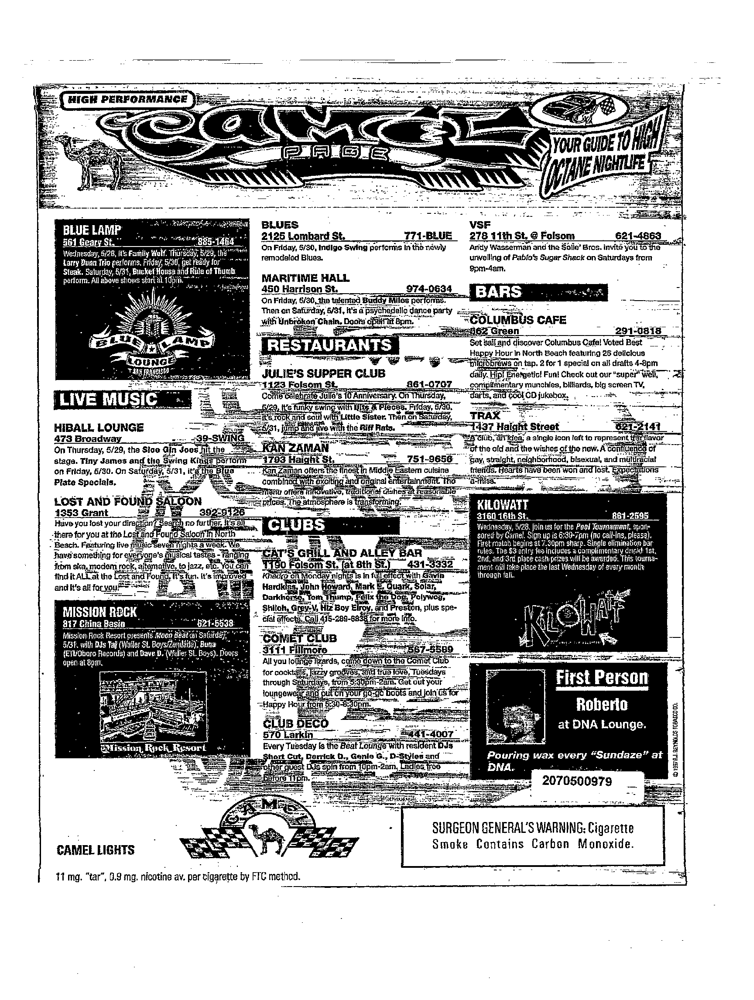 HIGH PERFORMANCE
CAMEL
PAGE
YOUR GUIDE TO HIGH
OCTANE NIGHTLIFE
BLUE LAMP
561 Geary St. 885-1464
Wednesday, 5/28, it's Family Wolf. Thursday, 5/29, the
Larry Dunn Trio performs. Friday, 5/30, get ready for
Steak. Saturday, 5/31, Bucket House and Rule of Thumb
perform. All above shows start at 10pm.
BLUE LAMP
LOUNGE
SAN FRANCISCO
LIVE MUSIC
HIBALL LOUNGE
473 Broadway 39-SWING
On Thursday, 5/29, the Sloe Gin Joes hit the
stage. Tiny James and the Swing Kings perform
on Friday, 5/30. On Saturday, 5/31, it's the Blue
Plate Specials.
LOST AND FOUND SALOON
1353 Grant 392-9126
Have you lost your direction? Search no further. It's all
there for you at the Lost and Found Saloon in North
Beach. Featuring live music seven nights a week. We
have something for everyone's musical tastes - ranging
from ska, modern rock, alternative, to jazz, etc. You can
find it ALL at the Lost and Found. It's fun. It's improved
and It's all for you.
MISSION ROCK
817 China Basin 621-5538
Mission Rock Resort presents Moon Beat on Saturday,
5/31, with DJs Taj (Waller St. Boys/Zendante), Buna
(Eft/Oboro Records) and Dave D. (Waller St. Boys). Doors
open at 8pm.
Mission Rock Resort
BLUES
2125 Lombard St. 771-BLUE
On Friday, 5/30, Indigo Swing performs in the newly
remodeled Blues.
MARITIME HALL
450 Harrison St. 974-0634
On Friday, 5/30, the talented Buddy Miles performs.
Then on Saturday, 5/31, it's a psychedelic dance party
with Unbroken Chain. Doors open at 8pm.
RESTAURANTS
JULIE'S SUPPER CLUB
1123 Folsom St. 861-0707
Come celebrate Julie's 10 Anniversary. On Thursday,
5/29, it's funky swing with Bite & Pieces. Friday, 5/30,
it's rock and soul with Little Sister. Then on Saturday,
5/31, jump and jive with the Riff Rats.
KAN ZAMAN
1793 Haight St. 751-9656
Kan Zaman offers the finest in Middle Eastern cuisine
combined with exciting and original entertainment. The
menu offers innovative, traditional dishes at reasonable
prices. The atmosphere is transforming.
CLUBS
CAT'S GRILL AND ALLEY BAR
1190 Folsom St. (at 8th St.) 431-3332
on Monday nights is in full effect with Gavin
Hardkiss, John Howard, Mark E. Quark, Solar,
Darkhorse, Tom Thump, Felix the Dog, Polywog,
Shiloh, Grey-V, Hiz Boy Elroy, and Preston, plus spe-
cial effects. Call 415-289-6838 for more info.
COMET CLUB
3111 Fillmore 567-5589
All you lounge lizards, come down to the Comet Club
for cocktails, jazzy grooves, and true love, Tuesdays
through Saturdays, from 5:30pm-2am. Get out your
loungewear and put on your go-go boots and join us for
Happy Hour from 5:30-8:30pm.
CLUB DECO
570 Larkin 441-4007
Every Tuesday is the Beat Lounge with resident DJs
Short Cut, Derrick D., Genie G., D-Styles and
other guest DJs spin from 10pm-2am. Ladies free
before 11pm.
VSF
278 11th St. @ Folsom 621-4863
Andy Wasserman and the Solie' Bros. invite you to the
unveiling of Pablo's Sugar Shack on Saturdays from
9pm-4am.
BARS
COLUMBUS CAFE
562 Green 291-0818
Set sail and discover Columbus Cafe! Voted Best
Happy Hour in North Beach featuring 25 delicious
microbrews on tap. 2 for 1 special on all drafts 4-8pm
daily. Hip! Energetic! Fun! Check out our "super" well,
complimentary munchies, billiards, big screen TV,
darts, and cool CD jukebox.
TRAX
1437 Haight Street 621-2141
A club, an idea, a single icon left to represent the flavor
of the old and the wishes of the new. A confluence of
gay, straight, neighborhood, bisexual, and multiracial
friends. Hearts have been won and lost. Expectations
a-miss.
KILOWATT
3160 16th St. 861-2595
Wednesday, 5/28, join us for the Pool Tournament, spon-
sored by Camel. Sign up is 6:30-7pm (no call-ins, please).
First match begins at 7:30pm sharp. Single elimination bar
rules. The $3 entry fee includes a complimentary drink! 1st,
2nd, and 3rd place cash prizes will be awarded. This tourna-
ment will take place the last Wednesday of every month
through fall.
KILOWATT
First Person
Roberto
at DNA Lounge.
Pouring wax every "Sundaze" at
DNA.
2070500979
CAMEL
CAMEL LIGHTS
SURGEON GENERAL'S WARNING: Cigarette
Smoke Contains Carbon Monoxide.
11 mg. "tar", 0.9 mg. nicotine av. per cigarette by FTC method.